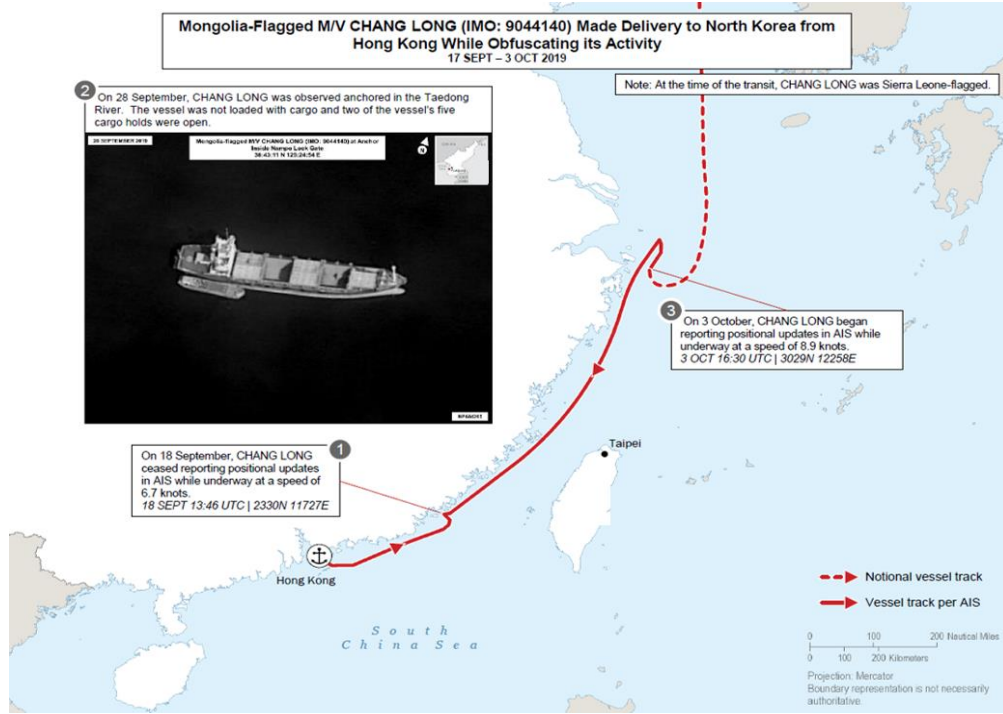 Mongolia-Flagged M/V CHANG LONG (IMO: 9044140) Made Delivery to North Korea from
Hong Kong While Obfuscating its Activity
17 SEPT – 3 OCT 2019
Note: At the time of the transit, CHANG LONG was Sierra Leone-flagged.
2
On 28 September, CHANG LONG was observed anchored in the Taedong
River. The vessel was not loaded with cargo and two of the vessel's five
cargo holds were open.
28 SEPTEMBER 2019
Mongolia-flagged M/V CHANG LONG (IMO: 9044140) at Anchor
Inside Nampo Lock Gate
N
3
On 3 October, CHANG LONG began
reporting positional updates in AIS while
underway at a speed of 8.9 knots.
3 OCT 16:30 UTC | 3029N 12258E
1
On 18 September, CHANG LONG
ceased reporting positional updates
in AIS while underway at a speed of
6.7 knots.
18 SEPT 13:46 UTC | 2330N 11727E
Taipei
Hong Kong
South
China Sea
Notional vessel track
Vessel track per AIS
0 100 200 Nautical Miles
0 100 200 Kilometers
Projection: Mercator
Boundary representation is not necessarily
authoritative.